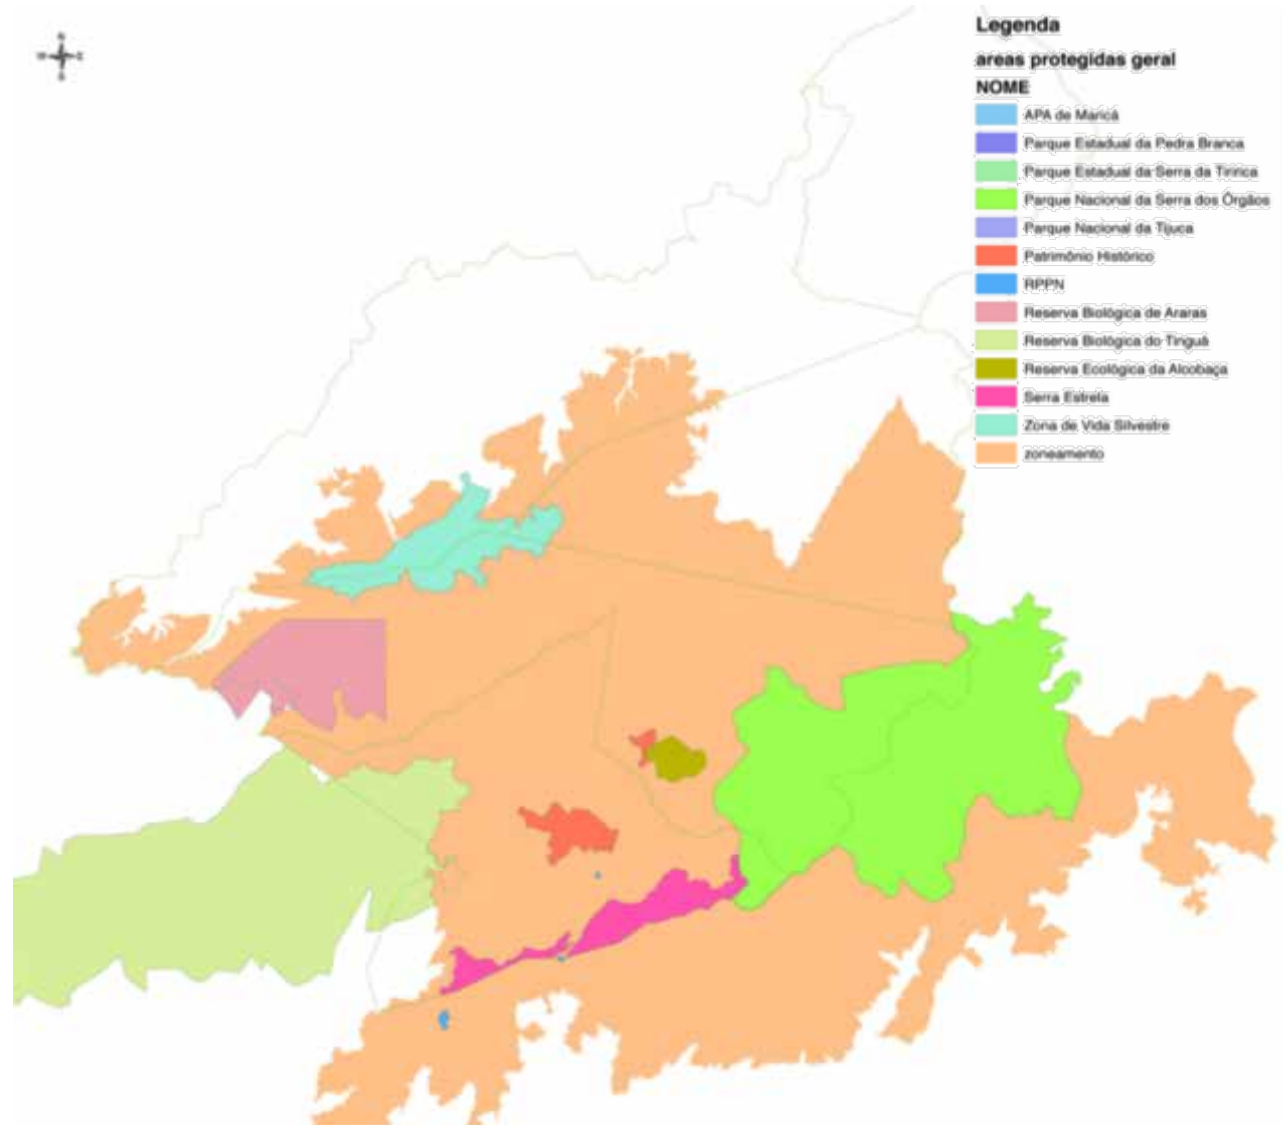 N
W E
S
Legenda
areas protegidas geral
NOME
APA de Maricá
Parque Estadual da Pedra Branca
Parque Estadual da Serra da Tiririca
Parque Nacional da Serra dos Órgãos
Parque Nacional da Tijuca
Patrimônio Histórico
RPPN
Reserva Biológica de Araras
Reserva Biológica do Tinguá
Reserva Ecológica da Alcobaça
Serra Estrela
Zona de Vida Silvestre
zoneamento